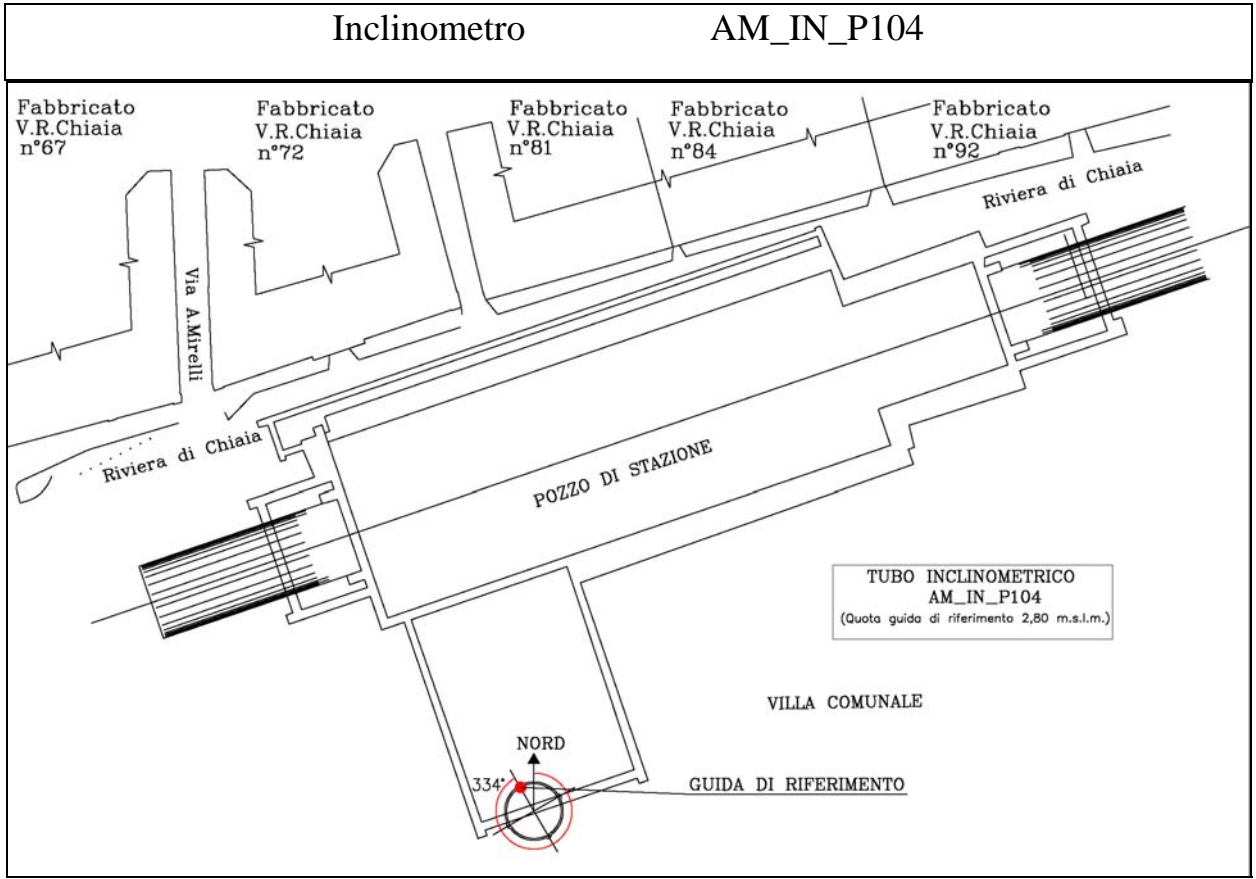 Inclinometro AM_IN_P104
Fabbricato
V.R.Chiaia
n°67
Fabbricato
V.R.Chiaia
n°72
Fabbricato
V.R.Chiaia
n°81
Fabbricato
V.R.Chiaia
n°84
Fabbricato
V.R.Chiaia
n°92
Riviera di Chiaia
Via A.Mirelli
Riviera di Chiaia
POZZO DI STAZIONE
TUBO INCLINOMETRICO
AM_IN_P104
(Quota guida di riferimento 2,80 m.s.l.m.)
VILLA COMUNALE
NORD
334°
GUIDA DI RIFERIMENTO